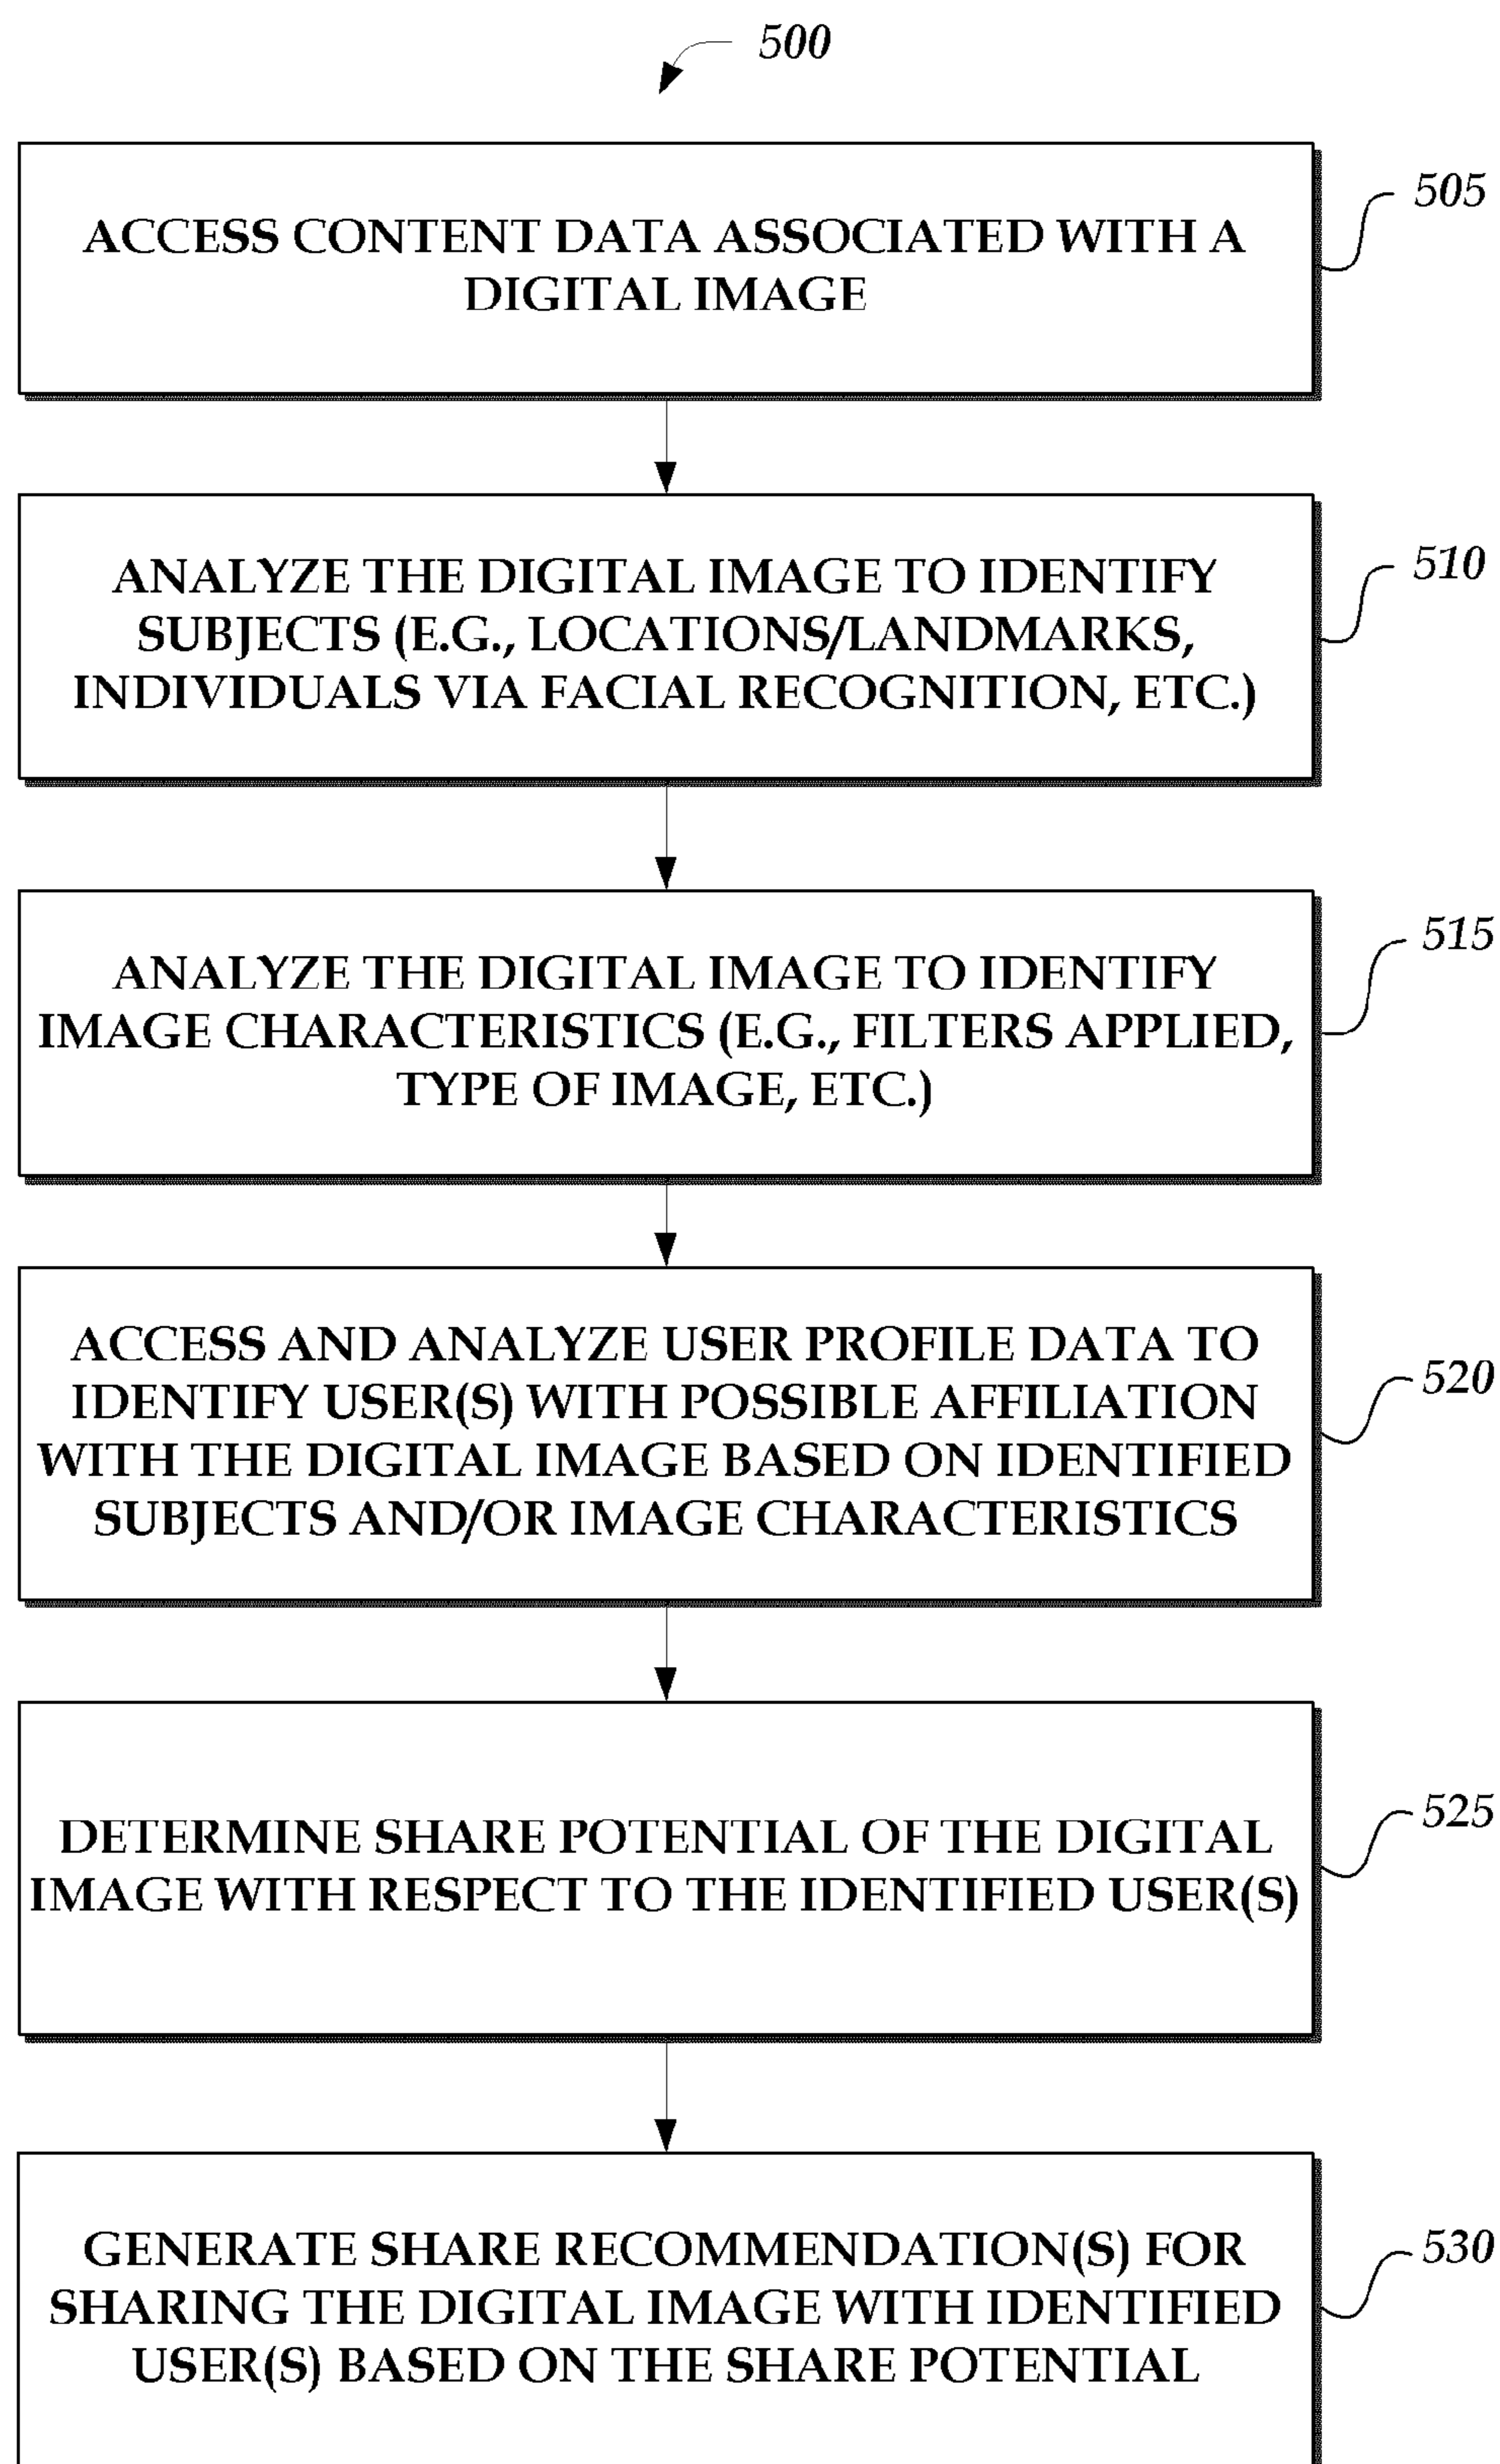 500
505
ACCESS CONTENT DATA ASSOCIATED WITH A
DIGITAL IMAGE
510
ANALYZE THE DIGITAL IMAGE TO IDENTIFY
SUBJECTS (E.G., LOCATIONS/LANDMARKS,
INDIVIDUALS VIA FACIAL RECOGNITION, ETC.)
515
ANALYZE THE DIGITAL IMAGE TO IDENTIFY
IMAGE CHARACTERISTICS (E.G., FILTERS APPLIED,
TYPE OF IMAGE, ETC.)
520
ACCESS AND ANALYZE USER PROFILE DATA TO
IDENTIFY USER(S) WITH POSSIBLE AFFILIATION
WITH THE DIGITAL IMAGE BASED ON IDENTIFIED
SUBJECTS AND/OR IMAGE CHARACTERISTICS
525
DETERMINE SHARE POTENTIAL OF THE DIGITAL
IMAGE WITH RESPECT TO THE IDENTIFIED USER(S)
530
GENERATE SHARE RECOMMENDATION(S) FOR
SHARING THE DIGITAL IMAGE WITH IDENTIFIED
USER(S) BASED ON THE SHARE POTENTIAL